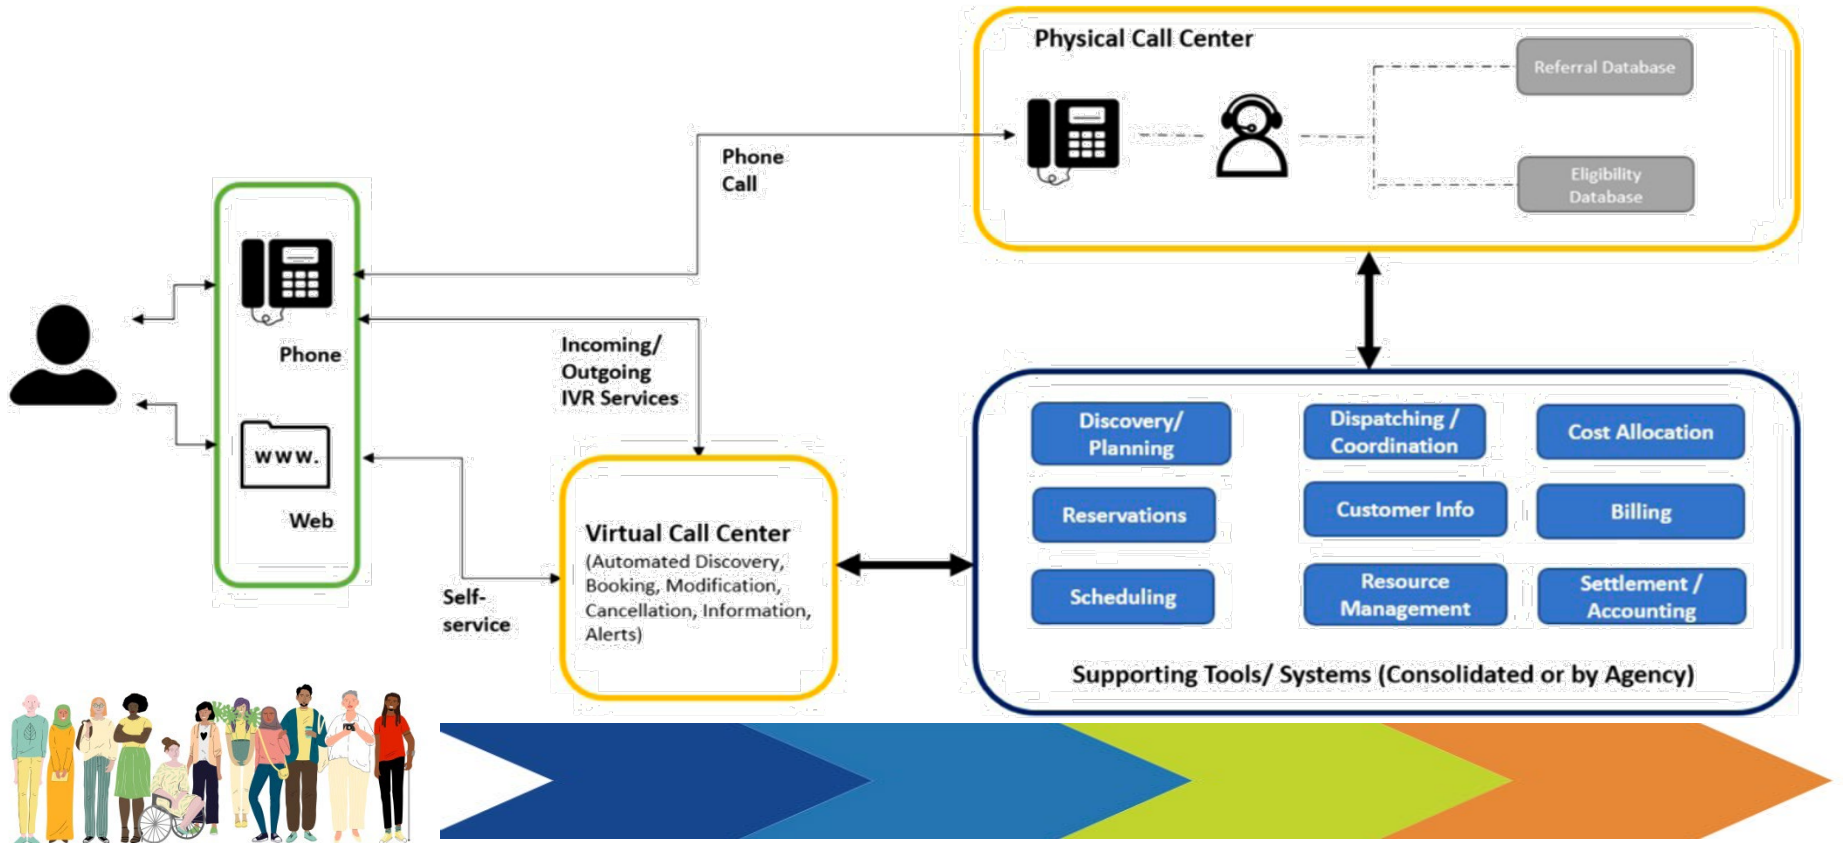 Physical Call Center
Referral Database
Eligibility
Database
Phone
Call
Phone
www.
Web
Incoming/
Outgoing
IVR Services
Self-
service
Virtual Call Center
(Automated Discovery,
Booking, Modification,
Cancellation, Information,
Alerts)
Discovery/
Planning
Dispatching /
Coordination
Cost Allocation
Reservations
Customer Info
Billing
Scheduling
Resource
Management
Settlement /
Accounting
Supporting Tools/ Systems (Consolidated or by Agency)